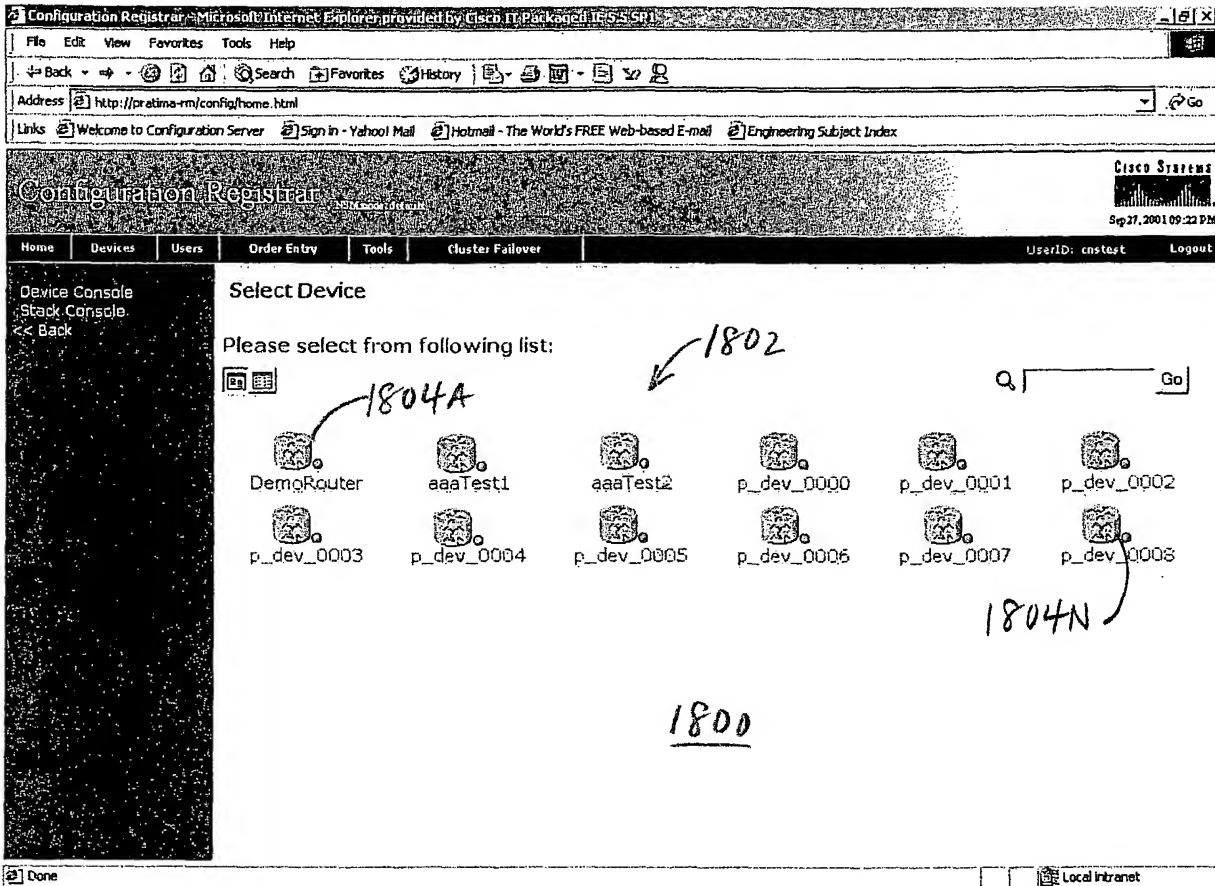 Configuration Registrar - Microsoft Internet Explorer provided by Cisco IT Packaged IE 5.5 SP1
File Edit View Favorites Tools Help
Back Search Favorites History
Address http://pratima-rm/config/home.html Go
Links Welcome to Configuration Server Sign in - Yahoo! Mail Hotmail - The World's FREE Web-based E-mail Engineering Subject Index
Configuration Registrar
CISCO SYSTEMS
Sep 27, 2001 09:22 PM
Home Devices Users Order Entry Tools Cluster Failover UserID: cnstest Logout
Device Console
Stack Console
<< Back
Select Device
Please select from following list:
1802
Go
1804A
DemoRouter aaaTest1 aaaTest2 p_dev_0000 p_dev_0001 p_dev_0002
p_dev_0003 p_dev_0004 p_dev_0005 p_dev_0006 p_dev_0007 p_dev_0008
1804N
1800
Done Local intranet